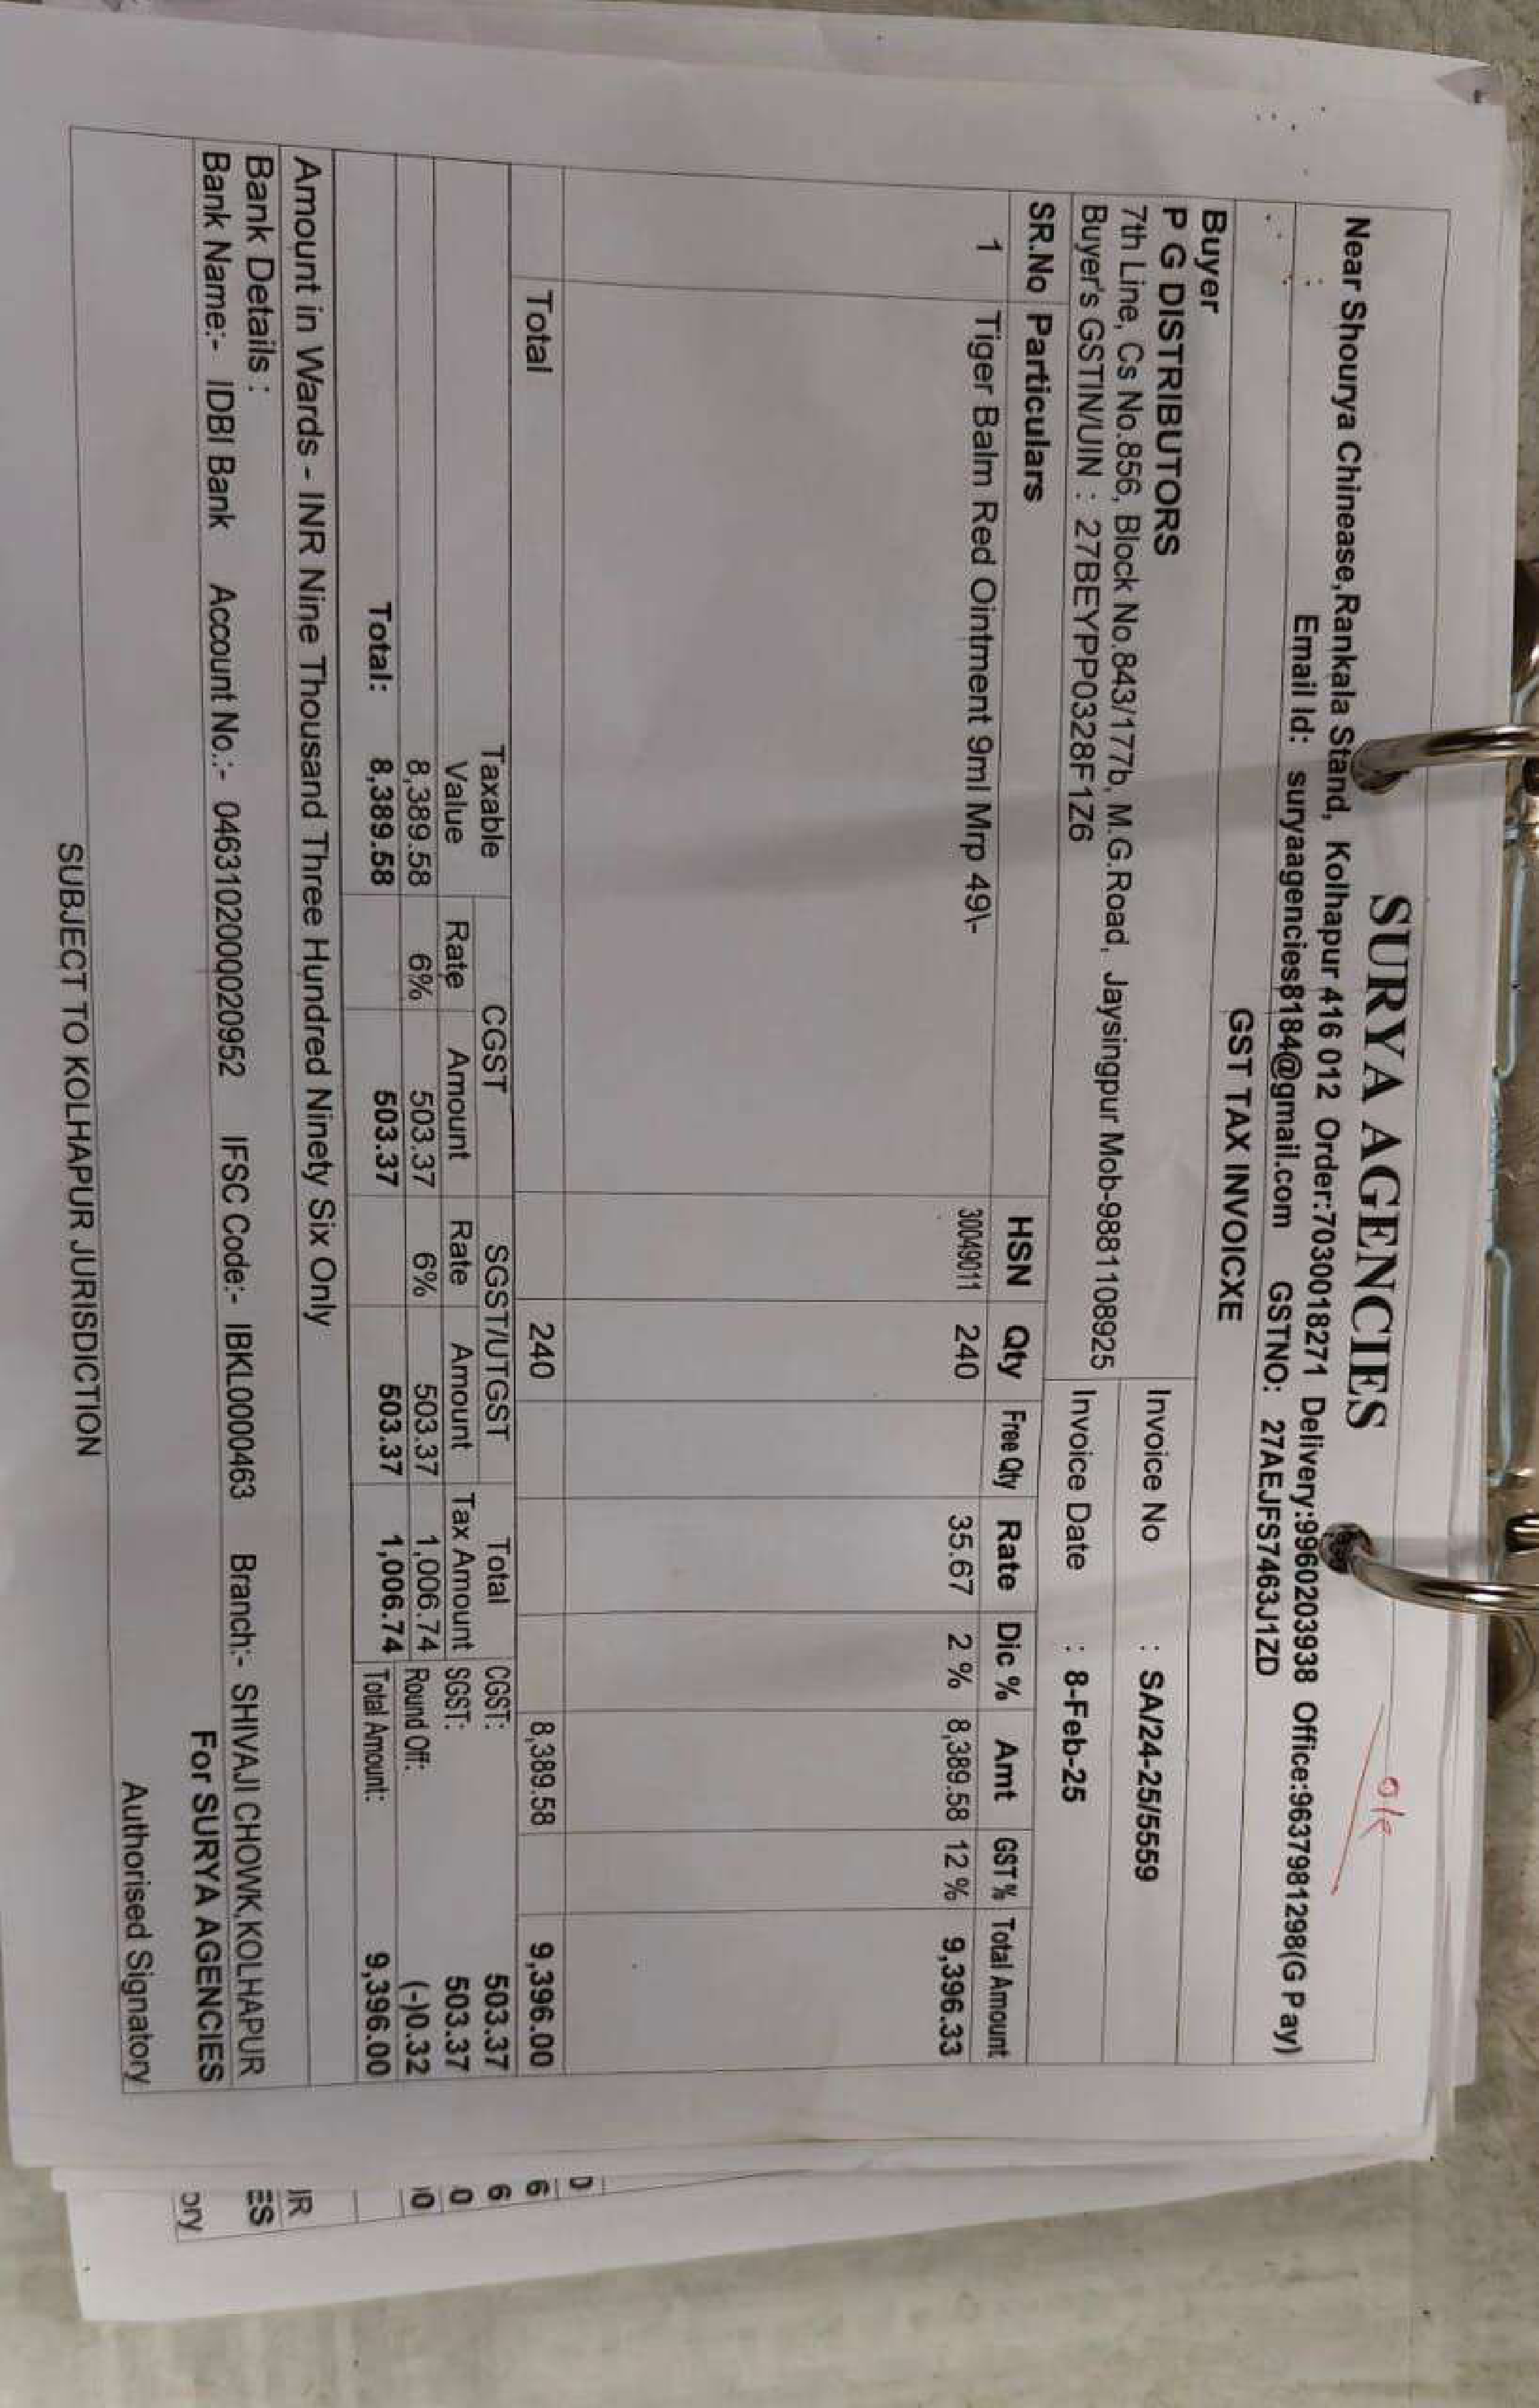 SURYA AGENCIES
ok
Near Shourya Chinease,Rankala Stand, Kolhapur 416 012 Order:7030018271 Delivery:9960203938 Office:9637981298(G Pay)
Email Id: suryaagencies8184@gmail.com GSTNO: 27AEJFS7463J1ZD
GST TAX INVOICXE
Buyer
P G DISTRIBUTORS
7th Line, Cs No.856, Block No.843/177b, M.G.Road, Jaysingpur Mob-9881108925
Buyer's GSTIN/UIN : 27BEYPP0328F1Z6
Invoice No : SA/24-25/5559
Invoice Date : 8-Feb-25
SR.No Particulars HSN Qty Free Qty Rate Dic % Amt GST% Total Amount
1 Tiger Balm Red Ointment 9ml Mrp 49\- 30049011 240 35.67 2 % 8,389.58 12 % 9,396.33
Total 240 8,389.58 9,396.00
Taxable CGST SGST/UTGST Total CGST: 503.37
Value Rate Amount Rate Amount Tax Amount SGST: 503.37
8,389.58 6% 503.37 6% 503.37 1,006.74 Round Off: (-)0.32
Total: 8,389.58 503.37 503.37 1,006.74 Total Amount: 9,396.00
Amount in Wards - INR Nine Thousand Three Hundred Ninety Six Only
Bank Details :
Bank Name:- IDBI Bank Account No.:- 0463102000020952 IFSC Code:- IBKL0000463 Branch:- SHIVAJI CHOWK,KOLHAPUR
For SURYA AGENCIES
Authorised Signatory
SUBJECT TO KOLHAPUR JURISDICTION
6
6
0
ES
ory